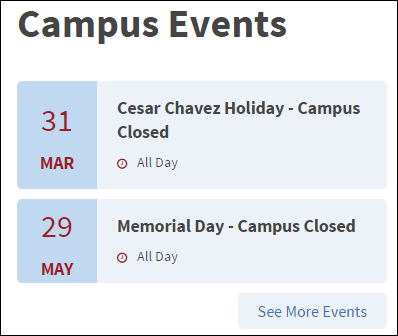 Campus Events
31
MAR
Cesar Chavez Holiday - Campus
Closed
All Day
29
MAY
Memorial Day - Campus Closed
All Day
See More Events